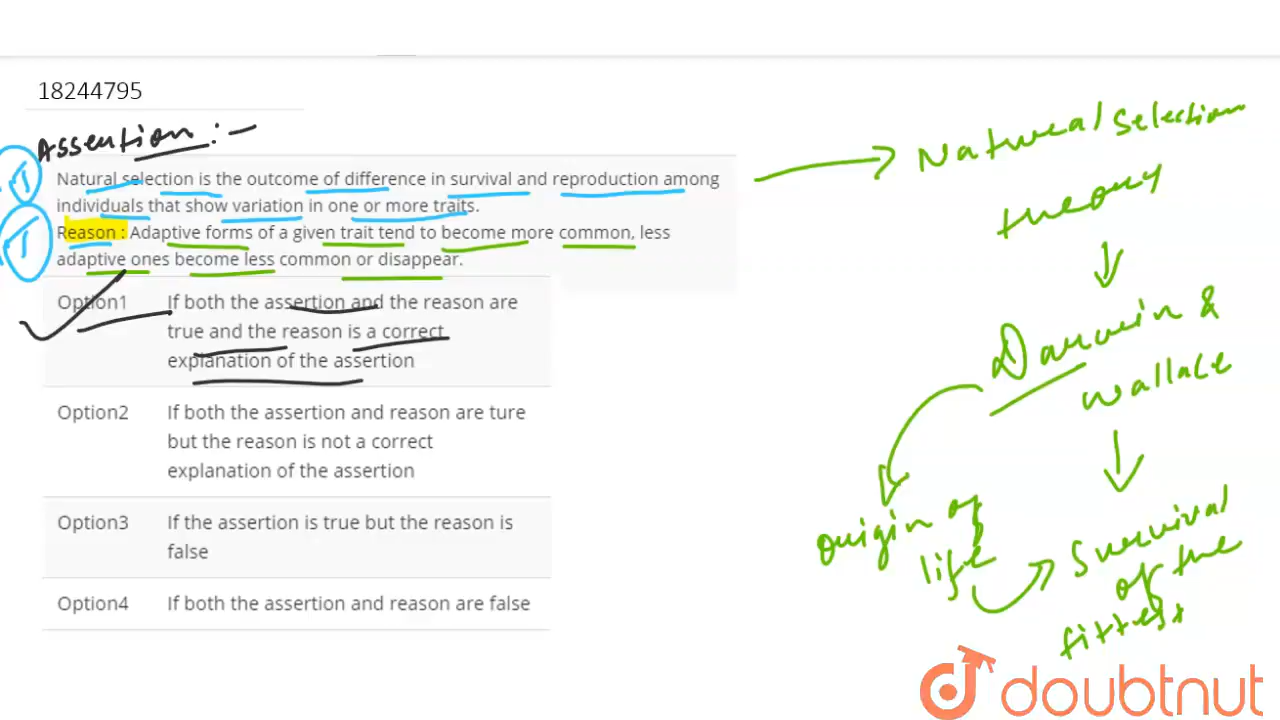 18244795
Assention :-
Natural selection is the outcome of difference in survival and reproduction among
individuals that show variation in one or more traits.
Reason : Adaptive forms of a given trait tend to become more common, less
adaptive ones become less common or disappear.
T
T
Option1 If both the assertion and the reason are
true and the reason is a correct
explanation of the assertion
Option2 If both the assertion and reason are ture
but the reason is not a correct
explanation of the assertion
Option3 If the assertion is true but the reason is
false
Option4 If both the assertion and reason are false
Natural Selection
theory
Darwin &
wallace
origin of
life
Survival
of the
fittest
doubtnut